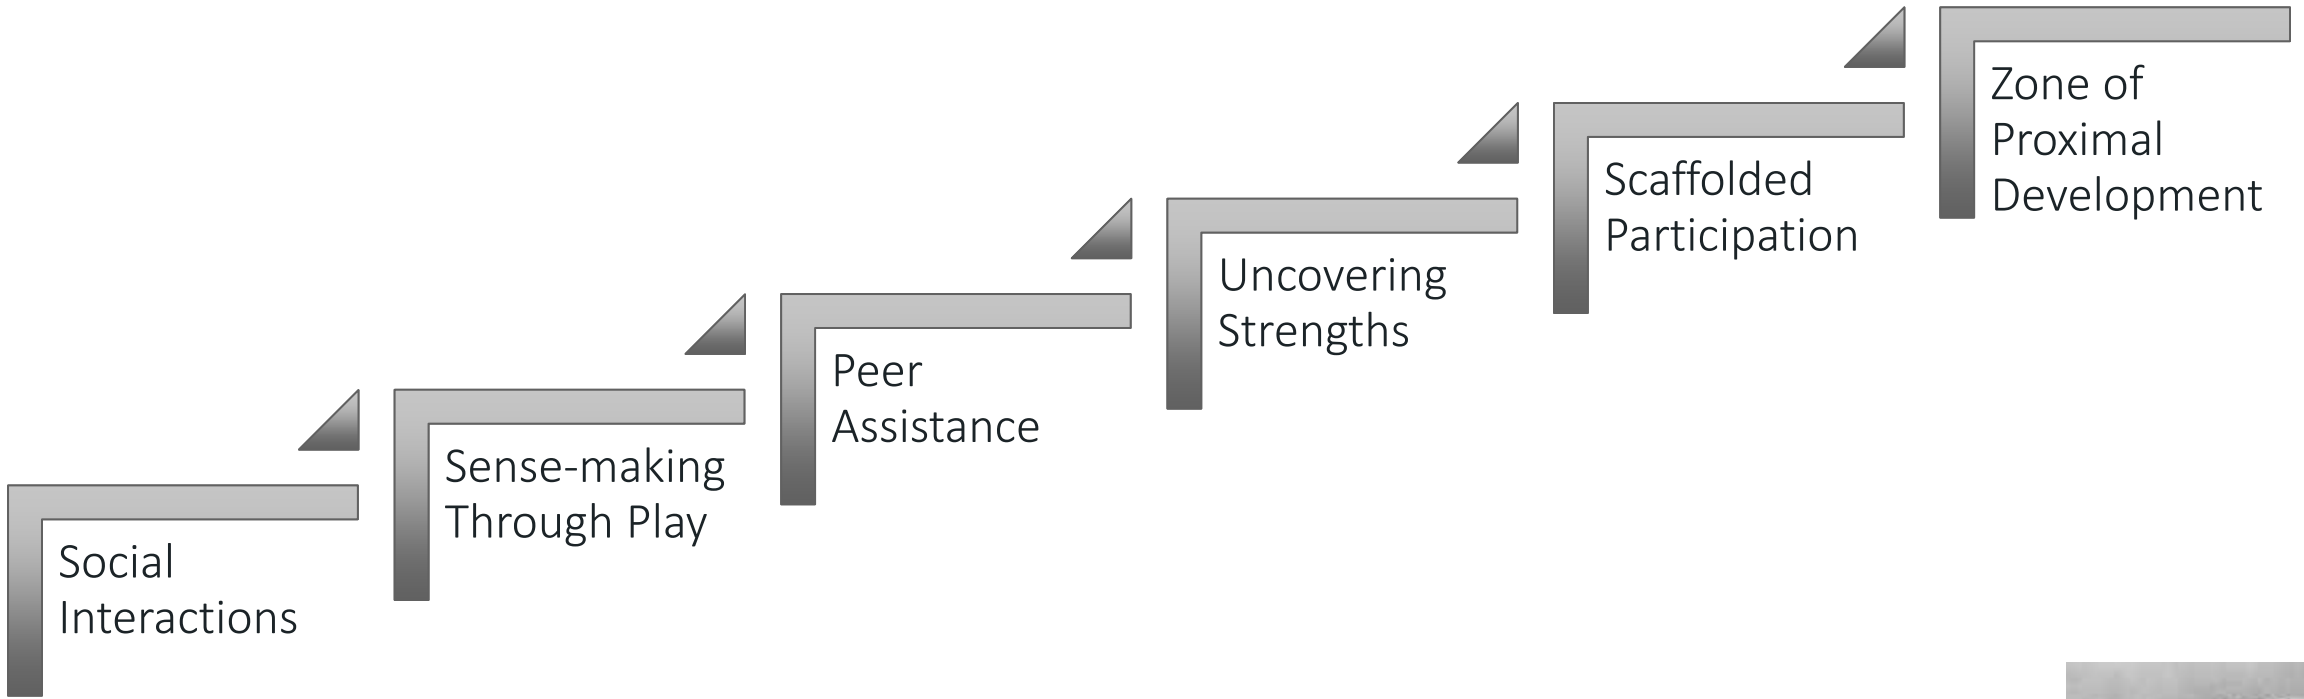 Social
Interactions
Sense-making
Through Play
Peer
Assistance
Uncovering
Strengths
Scaffolded
Participation
Zone of
Proximal
Development